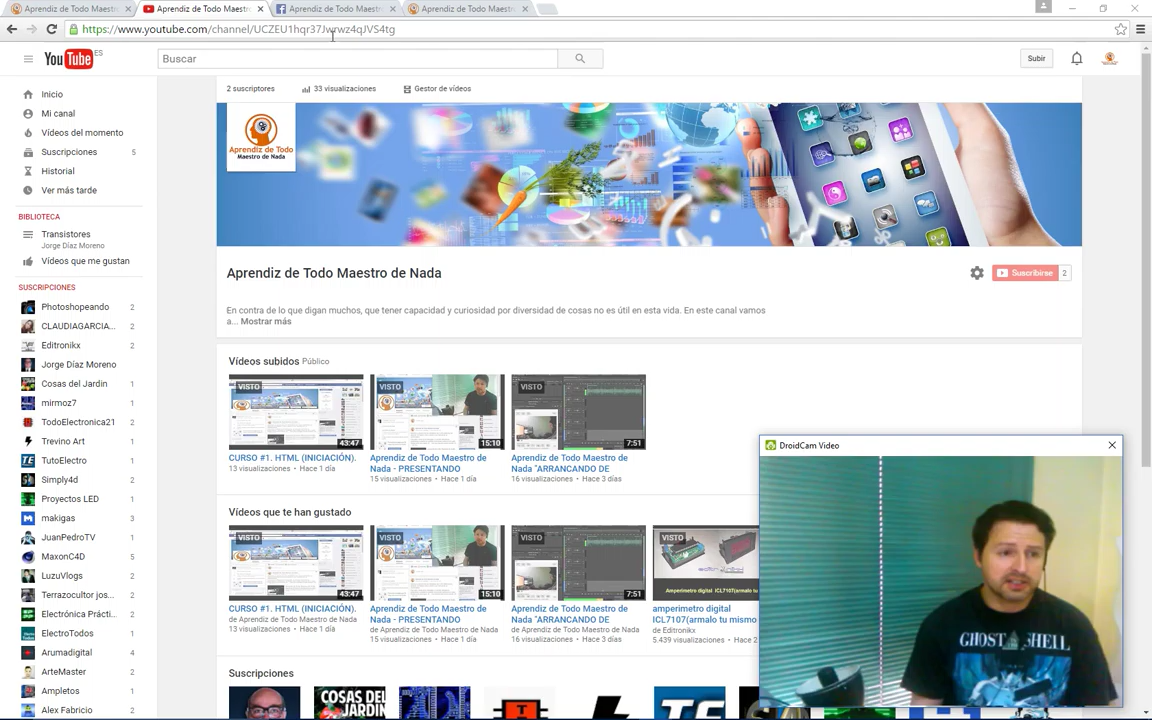 Aprendiz de Todo Maestro
Aprendiz de Todo Maestro
Aprendiz de Todo Maestro
Aprendiz de Todo Maestro
https://www.youtube.com/channel/UCZEU1hqr37Jwrwz4qJVS4tg
YouTube ES
Buscar
Subir
Inicio
Mi canal
Vídeos del momento
Suscripciones 5
Historial
Ver más tarde
BIBLIOTECA
Transistores
Jorge Díaz Moreno
Vídeos que me gustan
SUSCRIPCIONES
Photoshopeando 2
CLAUDIAGARCIA... 2
Editronikx 2
Jorge Díaz Moreno
Cosas del Jardin 1
mirmoz7 1
TodoElectronica21 2
Trevino Art 1
TutoElectro 1
Simply4d 2
Proyectos LED 1
makigas 3
JuanPedroTV 1
MaxonC4D 5
LuzuVlogs 2
Terrazocultor jos... 2
Electrónica Prácti... 2
ElectroTodos 1
Arumadigital 4
ArteMaster 2
Ampletos 1
Alex Fabricio 2
2 suscriptores 33 visualizaciones Gestor de vídeos
Aprendiz de Todo
Maestro de Nada
Aprendiz de Todo Maestro de Nada
Suscribirse 2
En contra de lo que digan muchos, que tener capacidad y curiosidad por diversidad de cosas no es útil en esta vida. En este canal vamos
a... Mostrar más
Vídeos subidos Público
VISTO 43:47
VISTO 15:10
VISTO 7:51
CURSO #1. HTML (INICIACIÓN).
13 visualizaciones • Hace 1 día
Aprendiz de Todo Maestro de
Nada - PRESENTANDO
15 visualizaciones • Hace 1 día
Aprendiz de Todo Maestro de
Nada "ARRANCANDO DE
16 visualizaciones • Hace 3 días
Vídeos que te han gustado
VISTO 43:47
VISTO 15:10
VISTO 7:51
VISTO
Amperimetro digital ICL7107(armalo tu
CURSO #1. HTML (INICIACIÓN).
de Aprendiz de Todo Maestro de Nada
13 visualizaciones • Hace 1 día
Aprendiz de Todo Maestro de
Nada - PRESENTANDO
de Aprendiz de Todo Maestro de Nada
15 visualizaciones • Hace 1 día
Aprendiz de Todo Maestro de
Nada "ARRANCANDO DE
de Aprendiz de Todo Maestro de Nada
16 visualizaciones • Hace 3 días
amperimetro digital
ICL7107(armalo tu mismo
de Editronikx
5.439 visualizaciones • Hace 2
Suscripciones
COSAS DEL
JARDIN
TE
DroidCam Video
GHOST SHELL